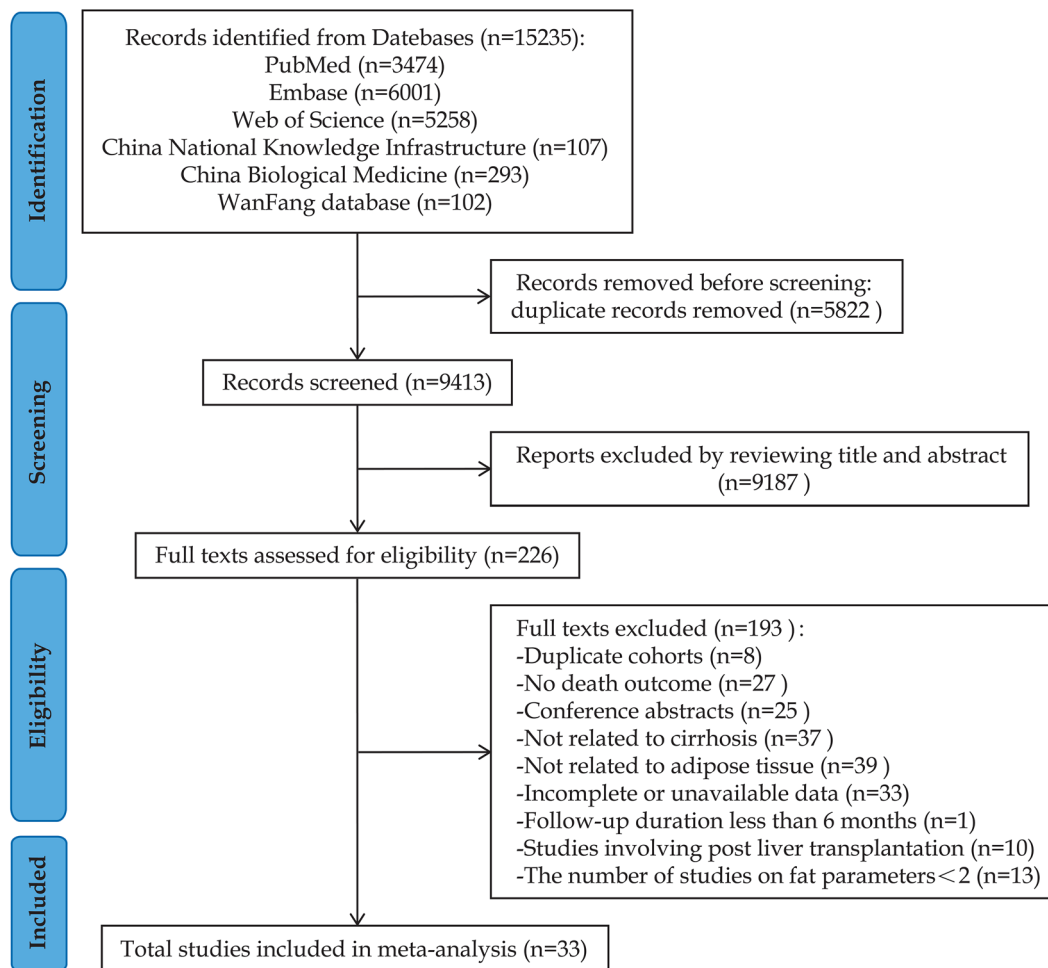 Identification
Records identified from Datebases (n=15235):
PubMed (n=3474)
Embase (n=6001)
Web of Science (n=5258)
China National Knowledge Infrastructure (n=107)
China Biological Medicine (n=293)
WanFang database (n=102)
Records removed before screening:
duplicate records removed (n=5822 )
Screening
Records screened (n=9413)
Reports excluded by reviewing title and abstract
(n=9187 )
Full texts assessed for eligibility (n=226)
Eligibility
Full texts excluded (n=193 ) :
-Duplicate cohorts (n=8)
-No death outcome (n=27 )
-Conference abstracts (n=25 )
-Not related to cirrhosis (n=37 )
-Not related to adipose tissue (n=39 )
-Incomplete or unavailable data (n=33)
-Follow-up duration less than 6 months (n=1)
-Studies involving post liver transplantation (n=10)
-The number of studies on fat parameters<2 (n=13)
Included
Total studies included in meta-analysis (n=33)